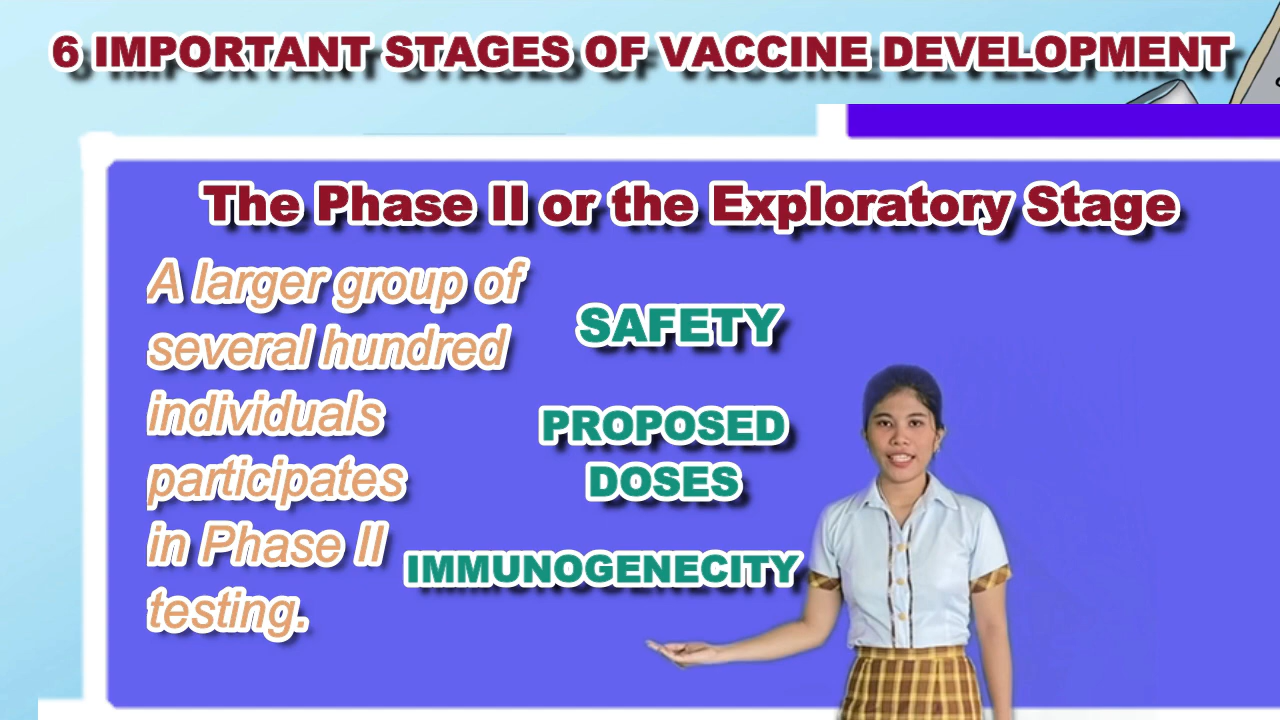 6 IMPORTANT STAGES OF VACCINE DEVELOPMENT
The Phase II or the Exploratory Stage
A larger group of
several hundred
individuals
participates
in Phase II
testing.
SAFETY
PROPOSED
DOSES
IMMUNOGENECITY